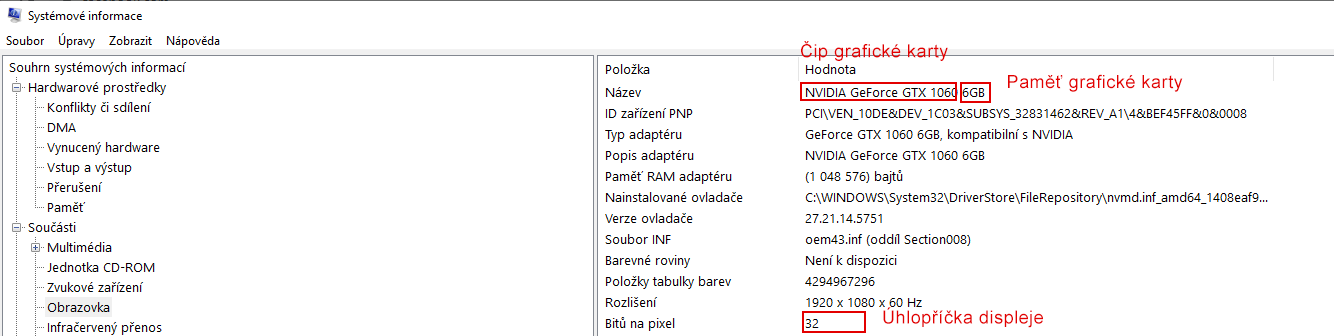 Systémové informace
Soubor Úpravy Zobrazit Nápověda
Souhrn systémových informací
Hardwarové prostředky
Konflikty či sdílení
DMA
Vynucený hardware
Vstup a výstup
Přerušení
Paměť
Součásti
Multimédia
Jednotka CD-ROM
Zvukové zařízení
Obrazovka
Infračervený přenos
Čip grafické karty
Položka Hodnota
Název NVIDIA GeForce GTX 1060 6GB Paměť grafické karty
ID zařízení PNP PCI\VEN_10DE&DEV_1C03&SUBSYS_32831462&REV_A1\4&BEF45FF&0&0008
Typ adaptéru GeForce GTX 1060 6GB, kompatibilní s NVIDIA
Popis adaptéru NVIDIA GeForce GTX 1060 6GB
Paměť RAM adaptéru (1 048 576) bajtů
Nainstalované ovladače C:\WINDOWS\System32\DriverStore\FileRepository\nvmd.inf_amd64_1408eaf9...
Verze ovladače 27.21.14.5751
Soubor INF oem43.inf (oddíl Section008)
Barevné roviny Není k dispozici
Položky tabulky barev 4294967296
Rozlišení 1920 x 1080 x 60 Hz
Bitů na pixel 32 Úhlopříčka displeje